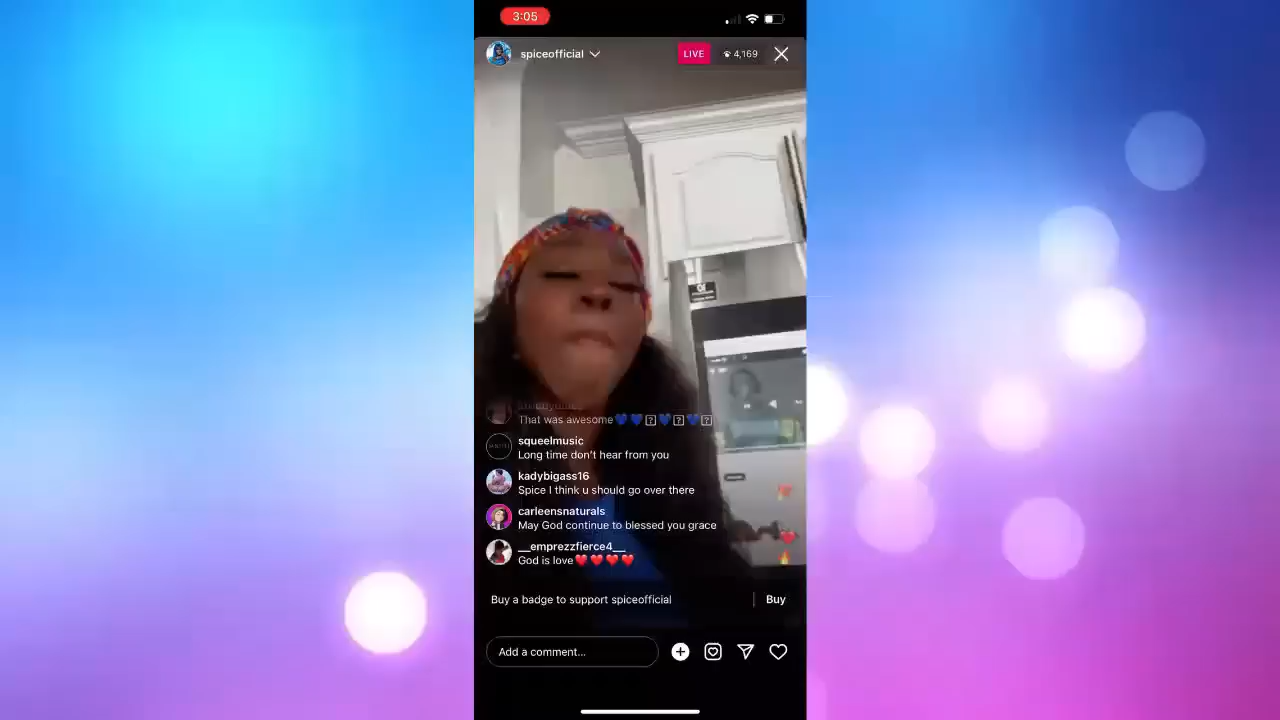 3:05
spiceofficial
LIVE
4,169
That was awesome💙💙⍰💙⍰💙⍰
squeelmusic
Long time don't hear from you
kadybigass16
Spice I think u should go over there
carleensnaturals
May God continue to blessed you grace
__emprezzfierce4__
God is love❤️❤️❤️❤️
Buy a badge to support spiceofficial
Buy
Add a comment...